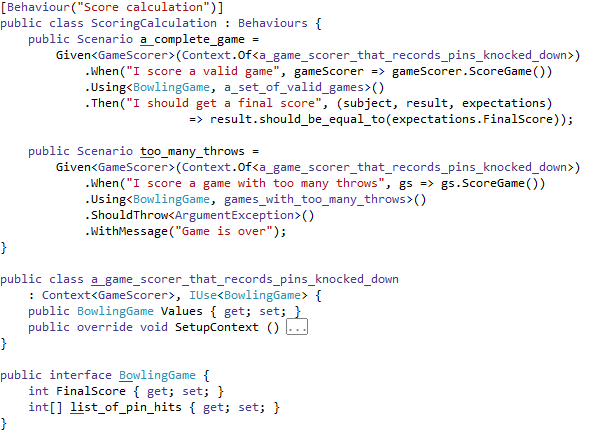 [Behaviour("Score calculation")]
public class ScoringCalculation : Behaviours {
    public Scenario a_complete_game =
        Given<GameScorer>(Context.Of<a_game_scorer_that_records_pins_knocked_down>)
            .When("I score a valid game", gameScorer => gameScorer.ScoreGame())
            .Using<BowlingGame, a_set_of_valid_games>()
            .Then("I should get a final score", (subject, result, expectations)
                           => result.should_be_equal_to(expectations.FinalScore));

    public Scenario too_many_throws =
        Given<GameScorer>(Context.Of<a_game_scorer_that_records_pins_knocked_down>)
            .When("I score a game with too many throws", gs => gs.ScoreGame())
            .Using<BowlingGame, games_with_too_many_throws>()
            .ShouldThrow<ArgumentException>()
            .WithMessage("Game is over");
}

public class a_game_scorer_that_records_pins_knocked_down
    : Context<GameScorer>, IUse<BowlingGame> {
    public BowlingGame Values { get; set; }
    public override void SetupContext () ...
}

public interface BowlingGame {
    int FinalScore { get; set; }
    int[] list_of_pin_hits { get; set; }
}